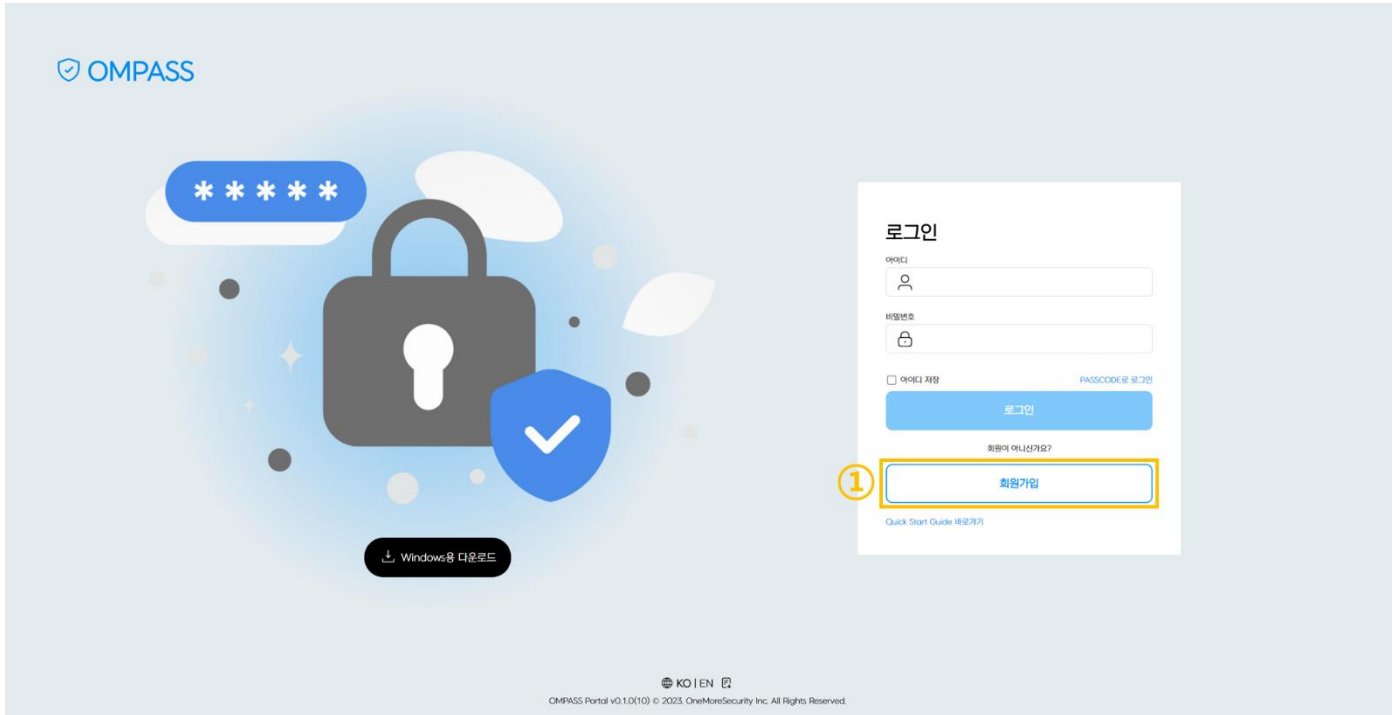 OMPASS
* * * * *
Windows용 다운로드
로그인
아이디
비밀번호
아이디 저장 PASSCODE로 로그인
로그인
회원이 아니신가요?
① 회원가입
Quick Start Guide 바로가기
KO | EN
OMPASS Portal v0.1.0(10) © 2023. OneMoreSecurity Inc. All Rights Reserved.